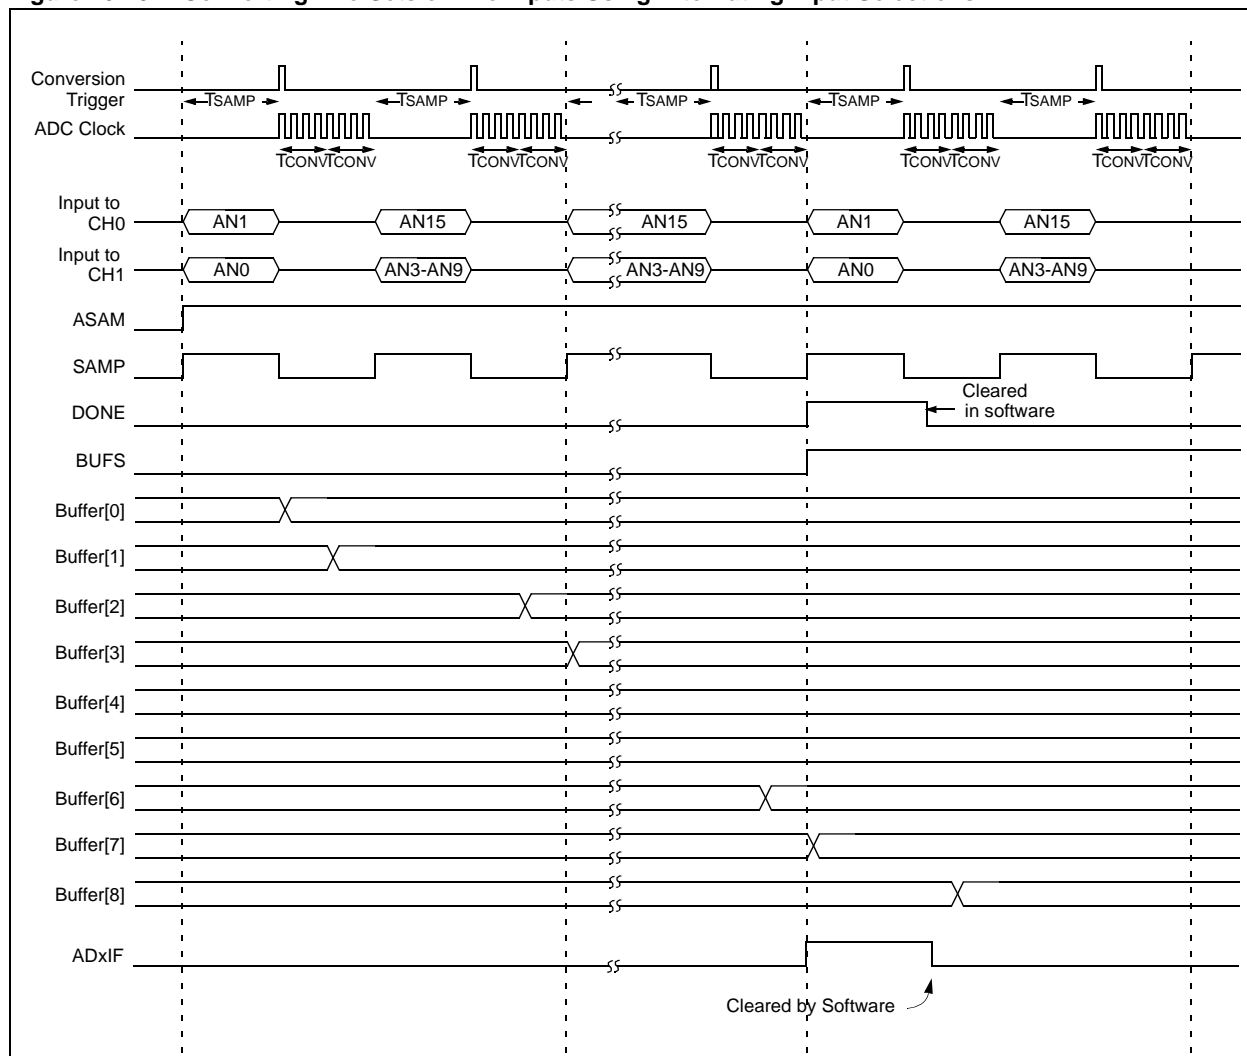 Conversion
Trigger
TSAMP TSAMP TSAMP TSAMP TSAMP
ADC Clock
TCONV TCONV TCONV TCONV TCONV TCONV TCONV TCONV TCONV TCONV
Input to
CH0
AN1 AN15 AN15 AN1 AN15
Input to
CH1
AN0 AN3-AN9 AN3-AN9 AN0 AN3-AN9
ASAM
SAMP
Cleared
in software
DONE
BUFS
Buffer[0]
Buffer[1]
Buffer[2]
Buffer[3]
Buffer[4]
Buffer[5]
Buffer[6]
Buffer[7]
Buffer[8]
ADxIF
Cleared by Software